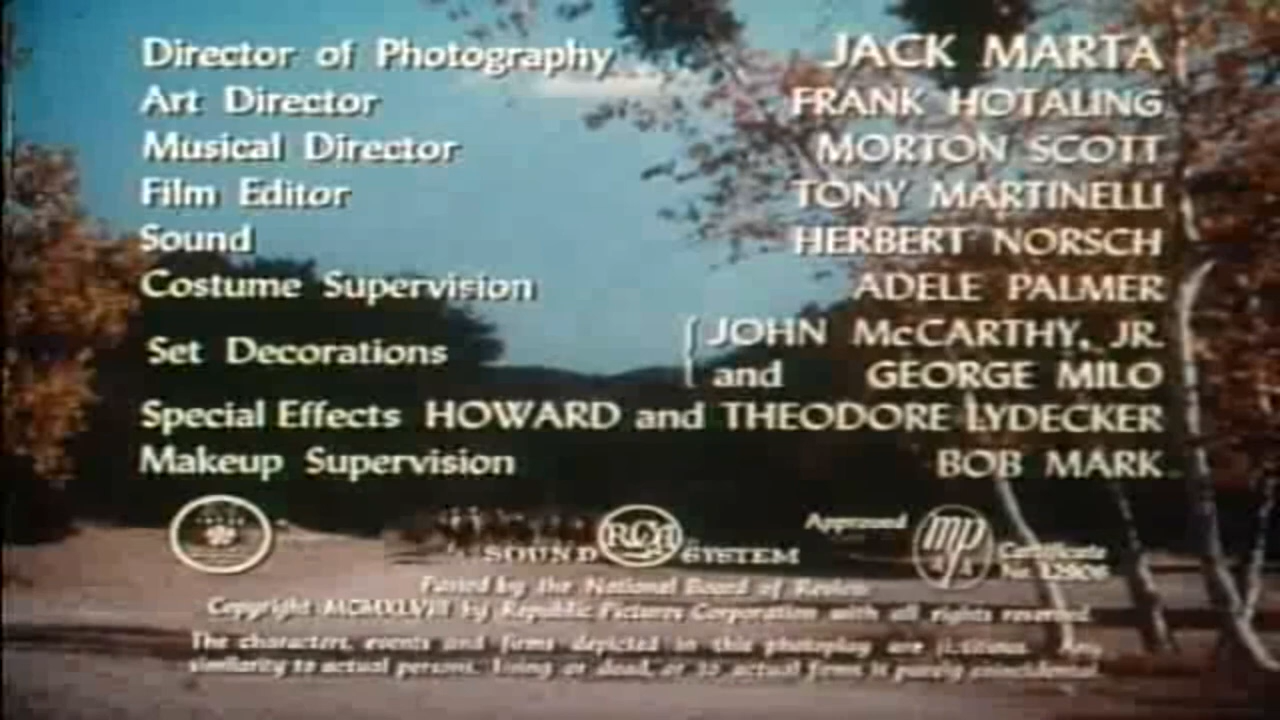 Director of Photography JACK MARTA
Art Director FRANK HOTALING
Musical Director MORTON SCOTT
Film Editor TONY MARTINELLI
Sound HERBERT NORSCH
Costume Supervision ADELE PALMER
Set Decorations { JOHN McCARTHY, JR.
and GEORGE MILO
Special Effects HOWARD and THEODORE LYDECKER
Makeup Supervision BOB MARK
SOUND RCA SYSTEM
Approved mpaa Certificate
No.
Passed by the National Board of Review
Copyright MCMXLVIII by Republic Pictures Corporation with all rights reserved.
The characters, events and firms depicted in this photoplay are fictitious. Any
similarity to actual persons, living or dead, or to actual firms is purely coincidental.